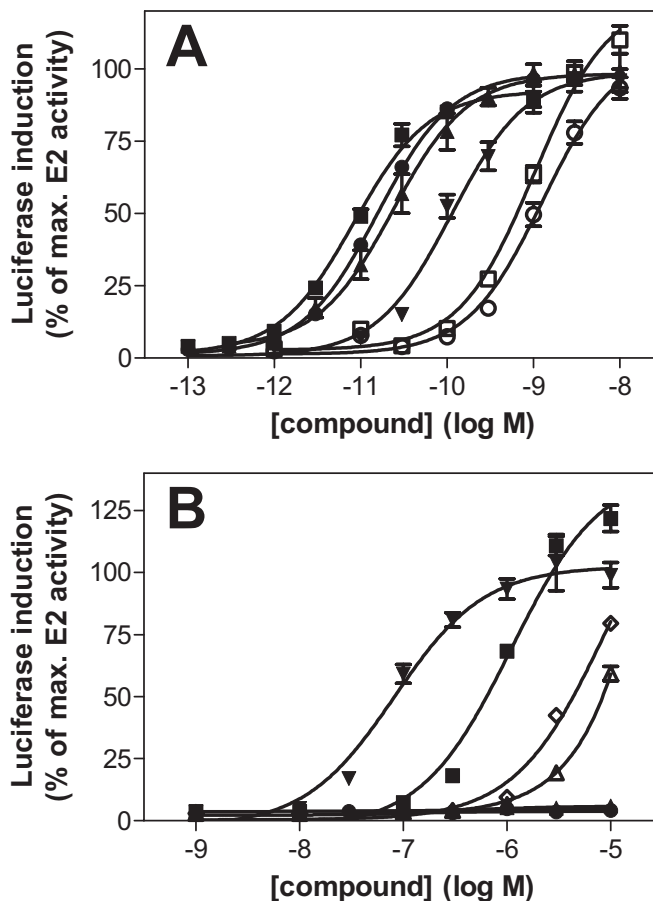 A
Luciferase induction
(% of max. E2 activity)
100
75
50
25
0
-13 -12 -11 -10 -9 -8
[compound] (log M)
B
Luciferase induction
(% of max. E2 activity)
125
100
75
50
25
0
-9 -8 -7 -6 -5
[compound] (log M)